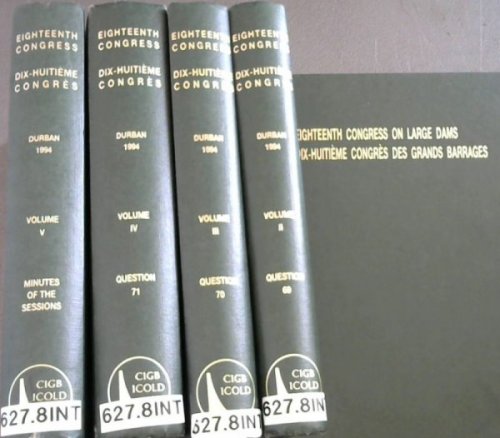 EIGHTEENTH
CONGRESS
DIX-HUITIÈME
CONGRÈS
DURBAN
1994
VOLUME
V
MINUTES
OF THE
SESSIONS
CIGB
ICOLD
627.8INT
EIGHTEENTH
CONGRESS
DIX-HUITIÈME
CONGRÈS
DURBAN
1994
VOLUME
IV
QUESTION
71
CIGB
ICOLD
627.8INT
EIGHTEENTH
CONGRESS
DIX-HUITIÈME
CONGRÈS
DURBAN
1994
VOLUME
III
QUESTION
70
CIGB
ICOLD
627.8INT
EIGHTEENTH
CONGRESS
DIX-HUITIÈME
CONGRÈS
DURBAN
1994
VOLUME
II
QUESTION
69
CIGB
ICOLD
627.8INT
EIGHTEENTH CONGRESS ON LARGE DAMS
DIX-HUITIÈME CONGRÈS DES GRANDS BARRAGES